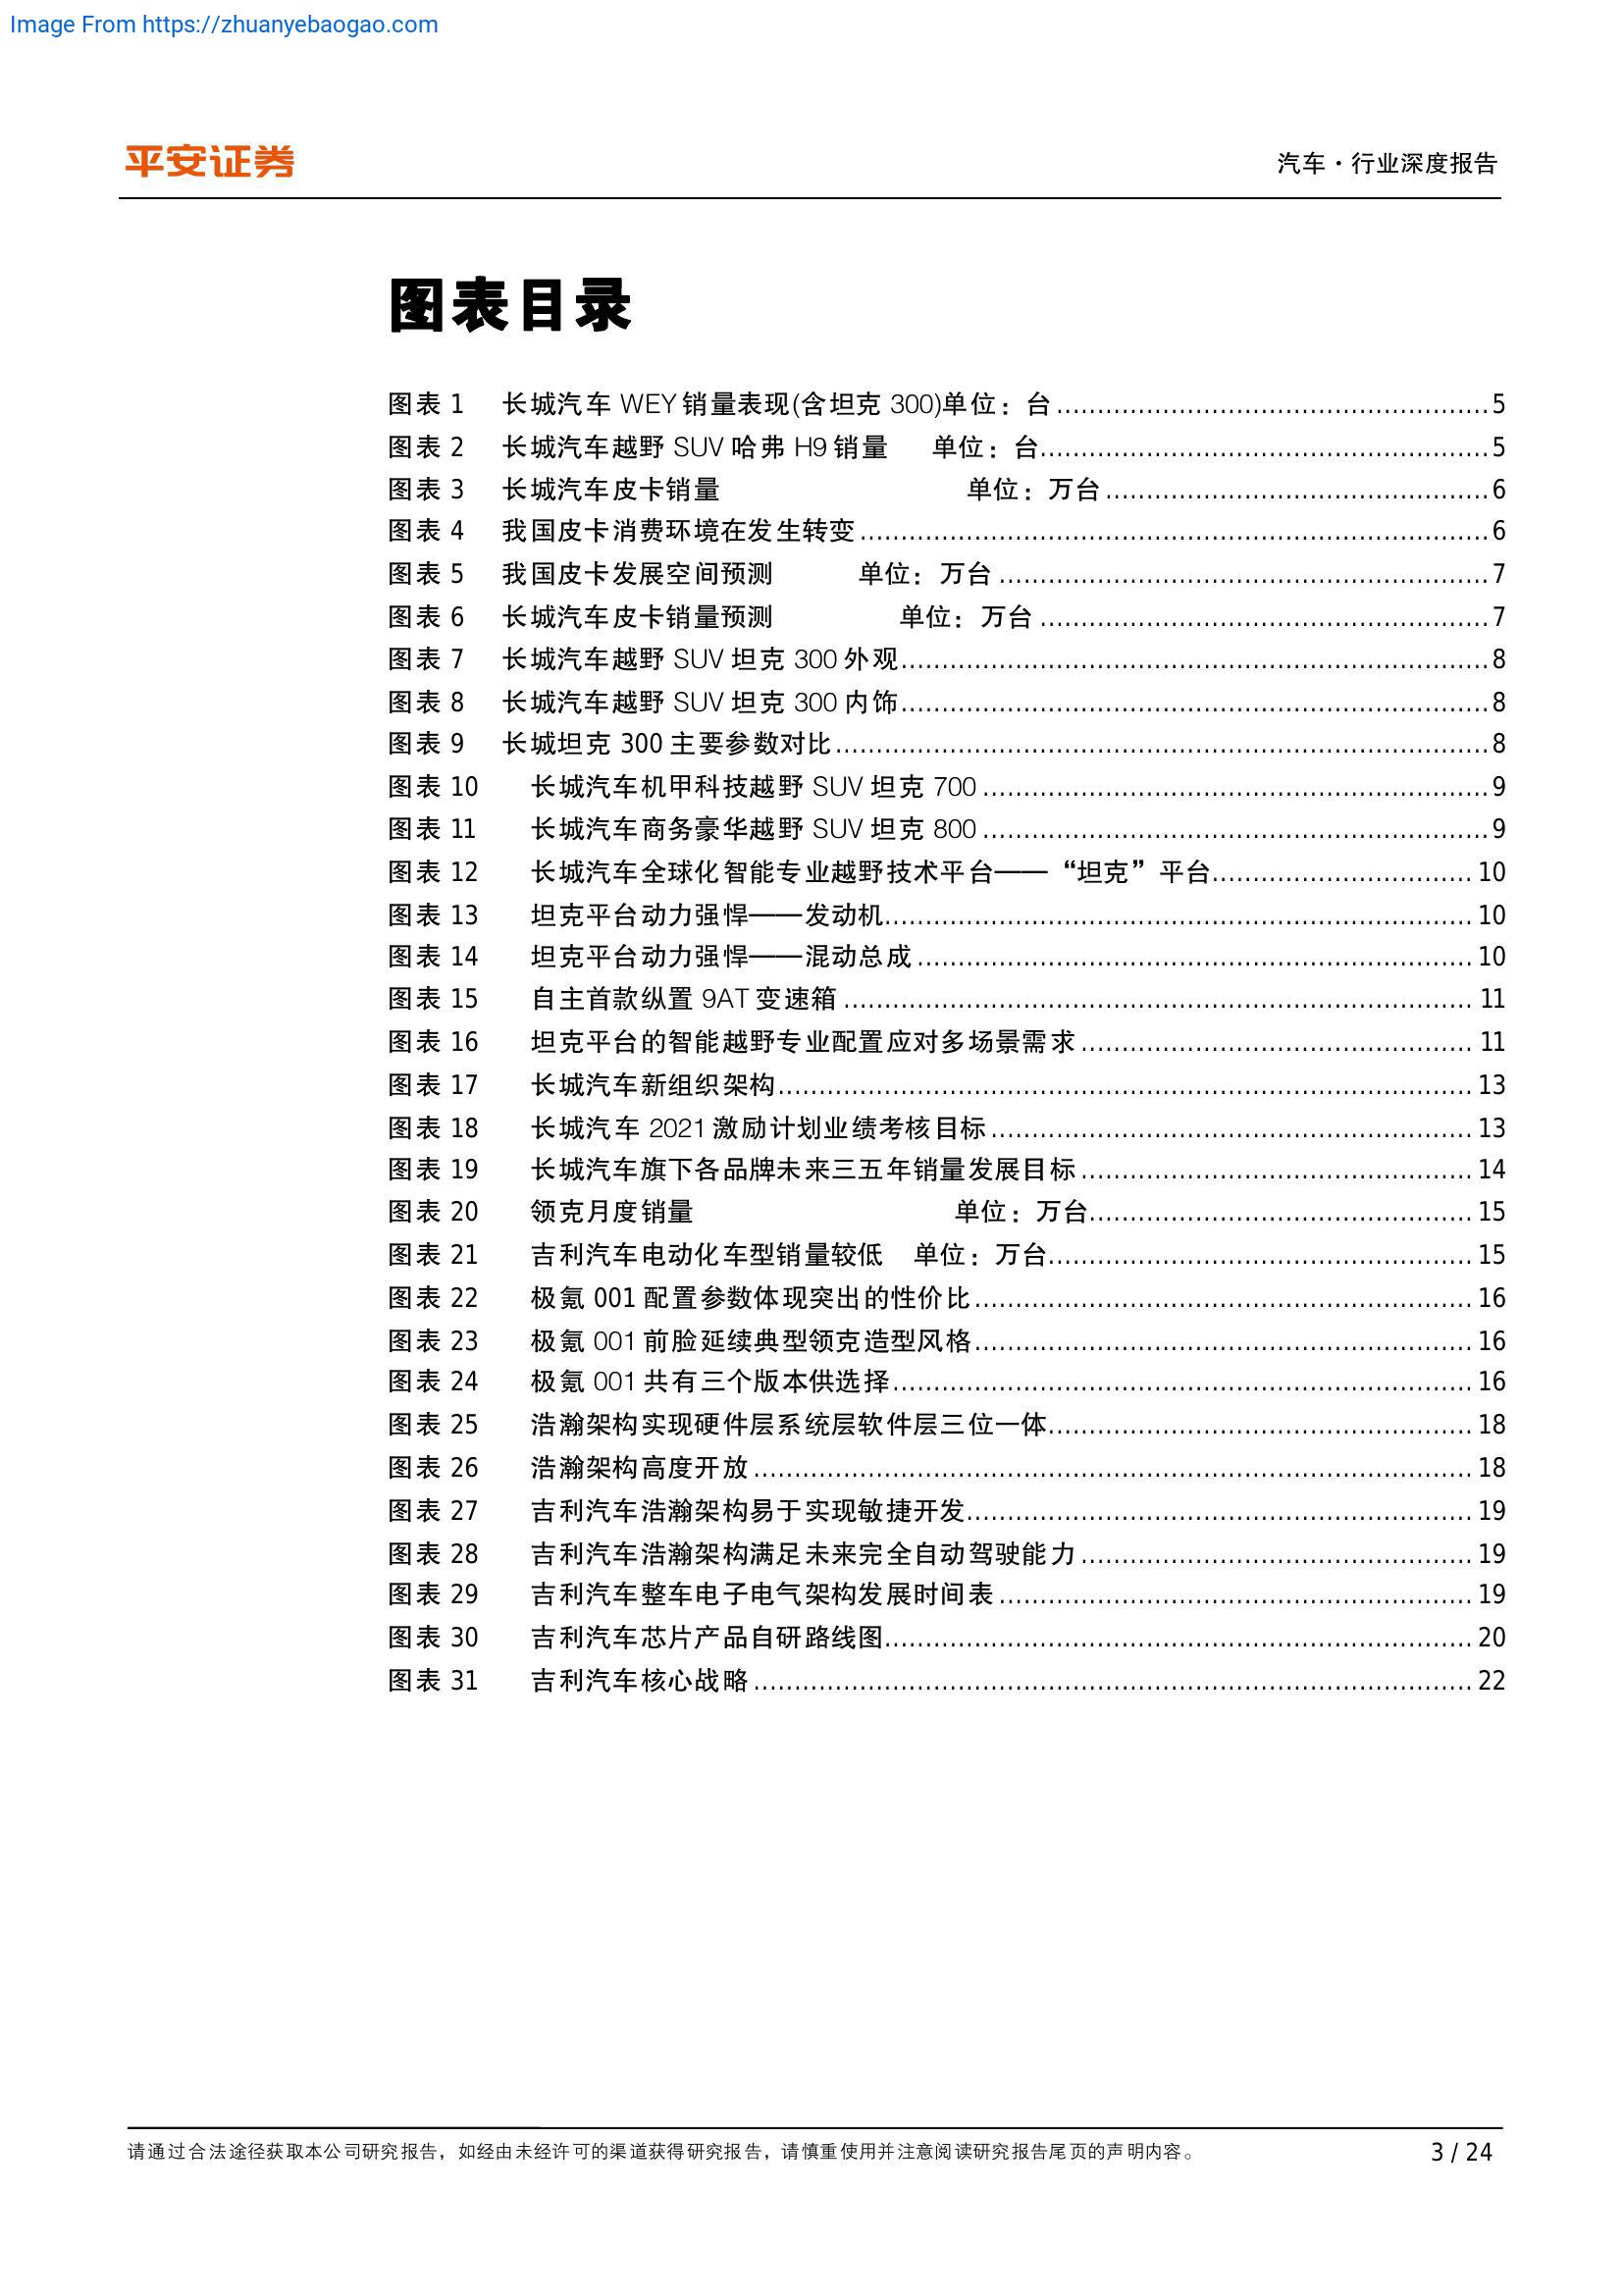 Image From https://zhuanyebaogao.com
平安证券
汽车·行业深度报告
图表目录
图表 1 长城汽车 WEY 销量表现(含坦克 300)单位：台.....................................................5
图表 2 长城汽车越野 SUV 哈弗 H9 销量 单位：台.......................................................5
图表 3 长城汽车皮卡销量 单位：万台...............................................6
图表 4 我国皮卡消费环境在发生转变.............................................................................6
图表 5 我国皮卡发展空间预测 单位：万台............................................................7
图表 6 长城汽车皮卡销量预测 单位：万台.......................................................7
图表 7 长城汽车越野 SUV 坦克 300 外观........................................................................8
图表 8 长城汽车越野 SUV 坦克 300 内饰........................................................................8
图表 9 长城坦克 300 主要参数对比................................................................................8
图表 10 长城汽车机甲科技越野 SUV 坦克 700..............................................................9
图表 11 长城汽车商务豪华越野 SUV 坦克 800..............................................................9
图表 12 长城汽车全球化智能专业越野技术平台——“坦克”平台................................ 10
图表 13 坦克平台动力强悍——发动机........................................................................ 10
图表 14 坦克平台动力强悍——混动总成.................................................................... 10
图表 15 自主首款纵置 9AT 变速箱............................................................................. 11
图表 16 坦克平台的智能越野专业配置应对多场景需求................................................ 11
图表 17 长城汽车新组织架构..................................................................................... 13
图表 18 长城汽车 2021 激励计划业绩考核目标........................................................... 13
图表 19 长城汽车旗下各品牌未来三五年销量发展目标................................................ 14
图表 20 领克月度销量 单位：万台............................................... 15
图表 21 吉利汽车电动化车型销量较低 单位：万台.................................................... 15
图表 22 极氪 001 配置参数体现突出的性价比............................................................. 16
图表 23 极氪 001 前脸延续典型领克造型风格............................................................. 16
图表 24 极氪 001 共有三个版本供选择....................................................................... 16
图表 25 浩瀚架构实现硬件层系统层软件层三位一体.................................................... 18
图表 26 浩瀚架构高度开放........................................................................................ 18
图表 27 吉利汽车浩瀚架构易于实现敏捷开发.............................................................. 19
图表 28 吉利汽车浩瀚架构满足未来完全自动驾驶能力................................................ 19
图表 29 吉利汽车整车电子电气架构发展时间表.......................................................... 19
图表 30 吉利汽车芯片产品自研路线图........................................................................ 20
图表 31 吉利汽车核心战略........................................................................................ 22
请通过合法途径获取本公司研究报告，如经由未经许可的渠道获得研究报告，请慎重使用并注意阅读研究报告尾页的声明内容。
3 / 24